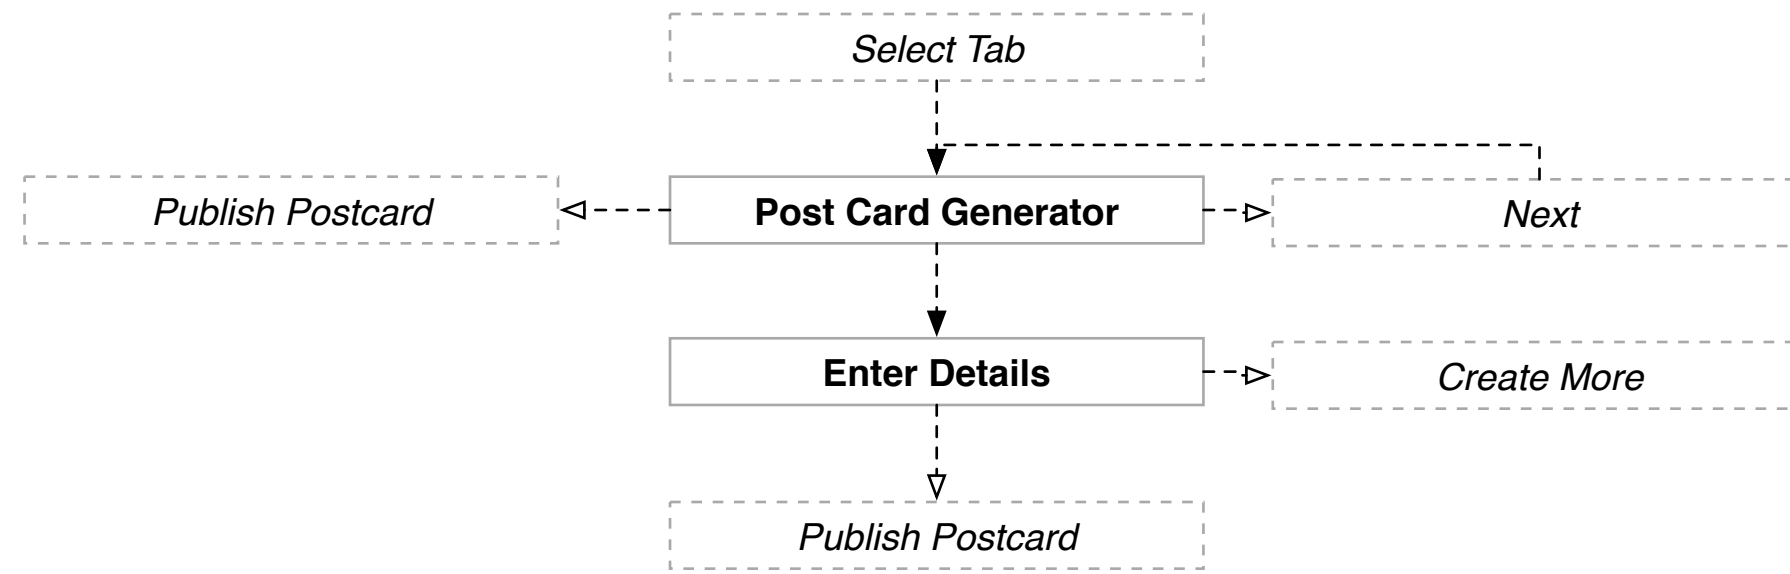 Select Tab
Publish Postcard
Post Card Generator
Next
Enter Details
Create More
Publish Postcard